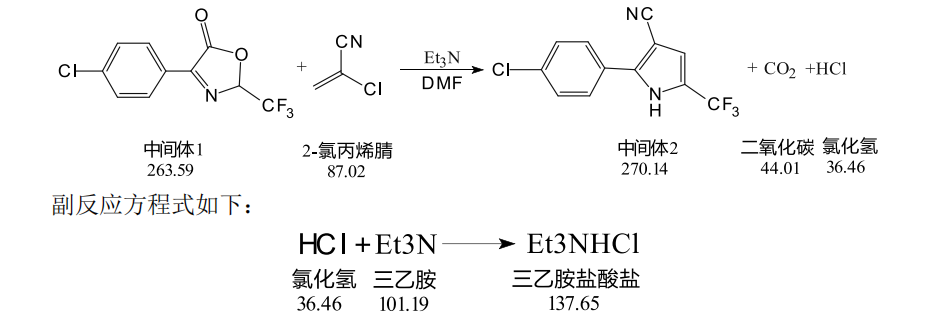 O
Cl
O
N
CF3
+
CN
Cl
Et3N
DMF
Cl
NC
N
H
CF3
+ CO2 +HCl
中间体1 2-氯丙烯腈 中间体2 二氧化碳 氯化氢
263.59 87.02 270.14 44.01 36.46
副反应方程式如下：
HCl + Et3N Et3NHCl
氯化氢 三乙胺 三乙胺盐酸盐
36.46 101.19 137.65